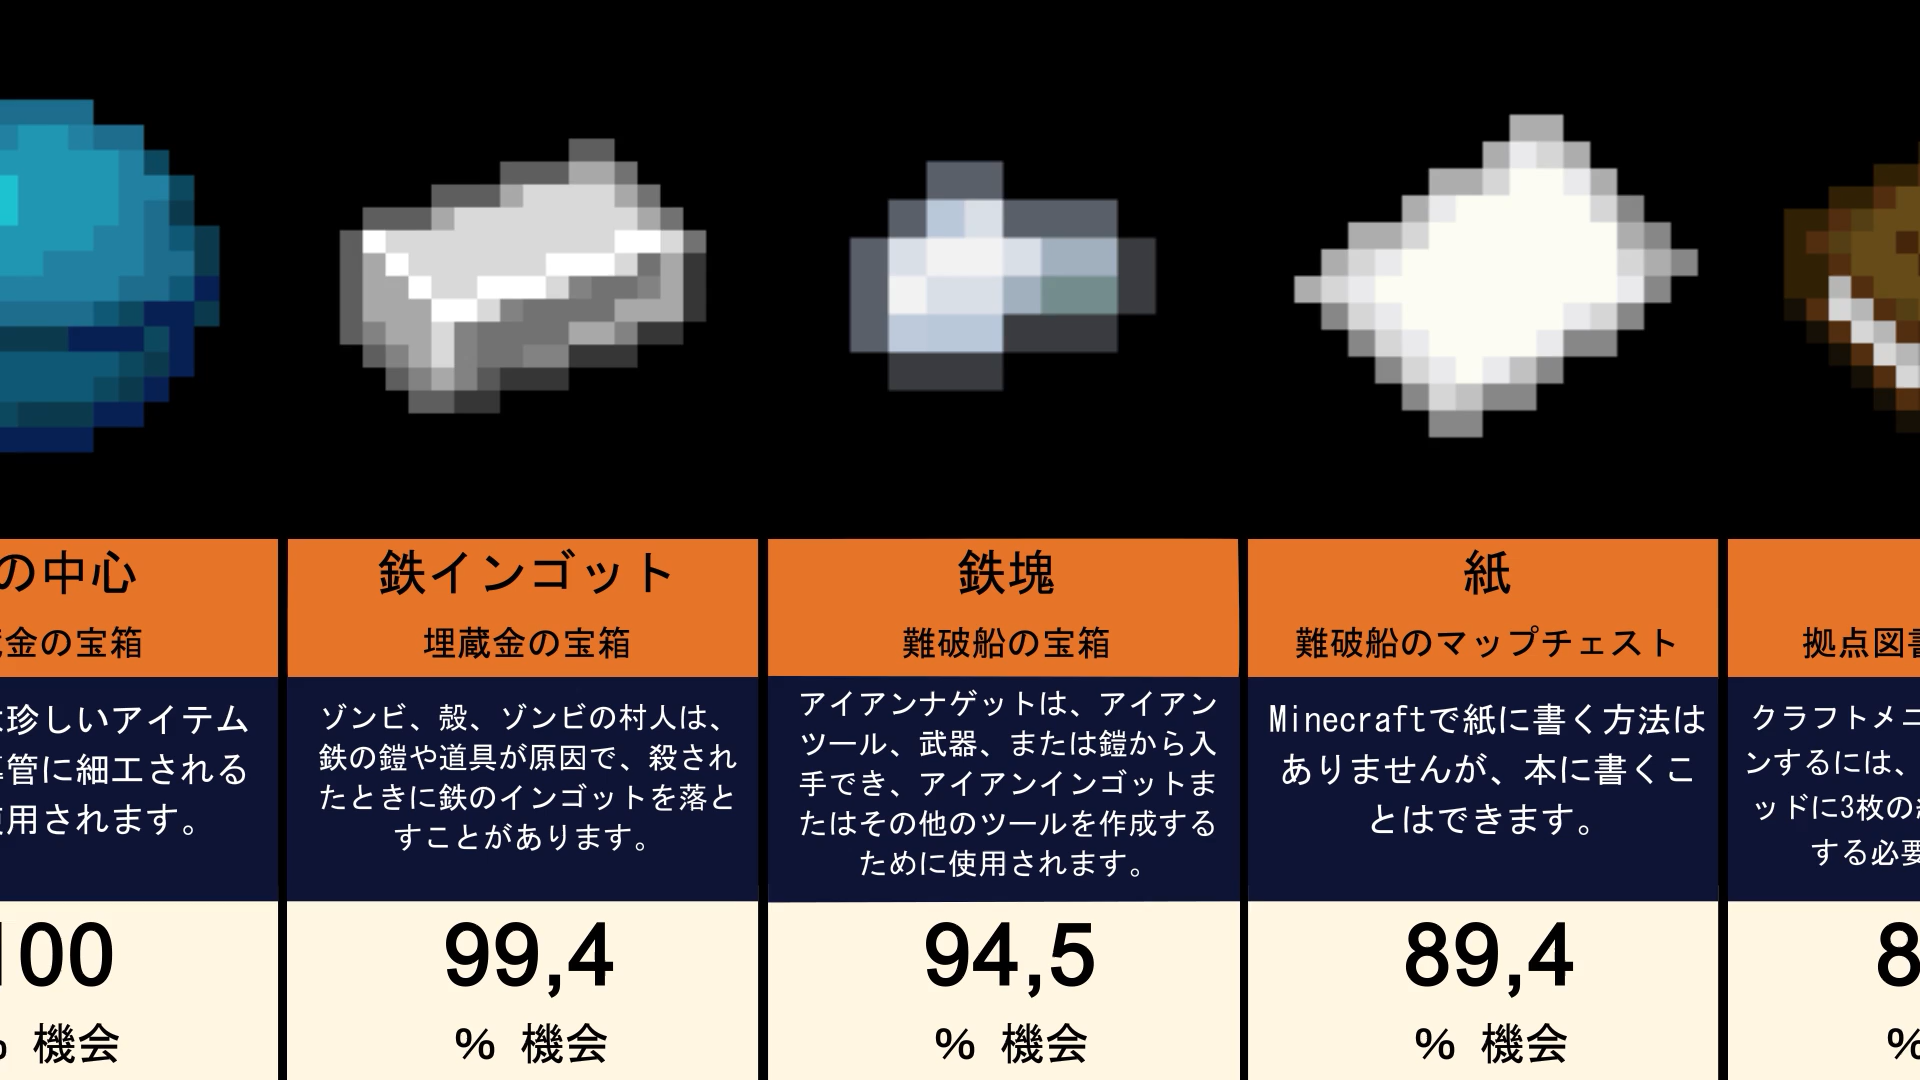 の中心
金の宝箱
珍しいアイテム
管に細工される
用されます。
100
% 機会
鉄インゴット
埋蔵金の宝箱
ゾンビ、殻、ゾンビの村人は、
鉄の鎧や道具が原因で、殺され
たときに鉄のインゴットを落と
すことがあります。
99,4
% 機会
鉄塊
難破船の宝箱
アイアンナゲットは、アイアン
ツール、武器、または鎧から入
手でき、アイアンインゴットま
たはその他のツールを作成する
ために使用されます。
94,5
% 機会
紙
難破船のマップチェスト
Minecraftで紙に書く方法は
ありませんが、本に書くこ
とはできます。
89,4
% 機会
拠点図
クラフトメニ
ンするには、
ッドに3枚の
する必要
8
%